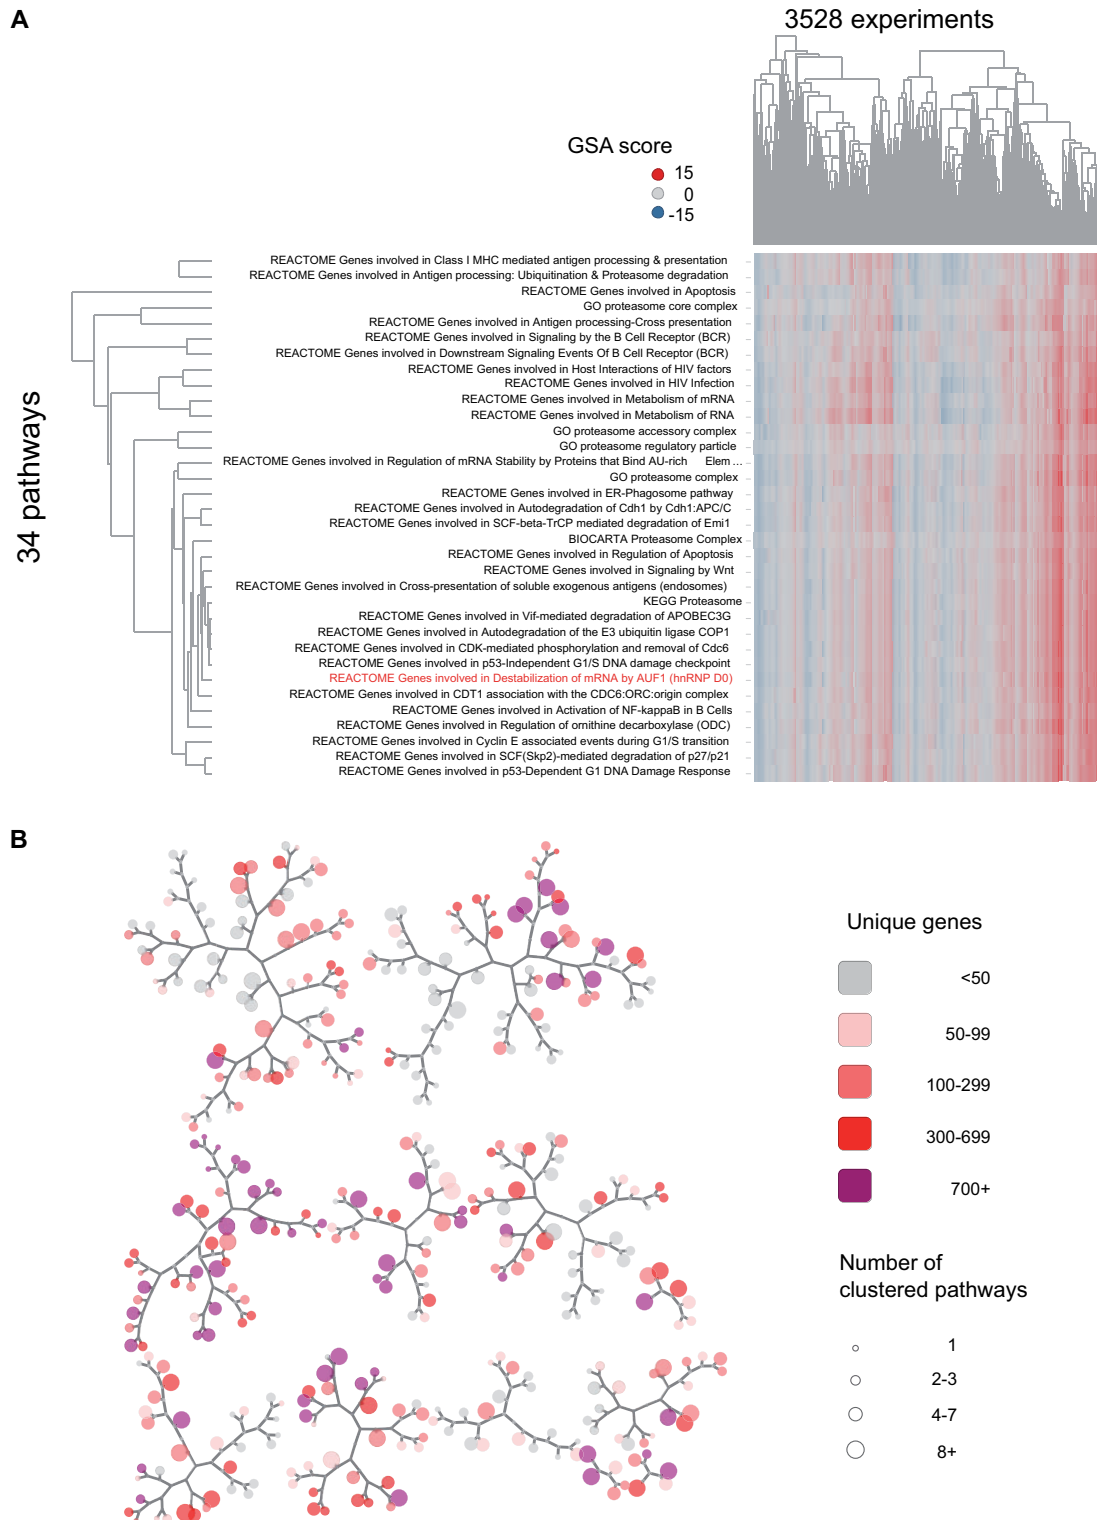 A
3528 experiments
GSA score
15
0
-15
34 pathways
REACTOME Genes involved in Class I MHC mediated antigen processing & presentation
REACTOME Genes involved in Antigen processing: Ubiquitination & Proteasome degradation
REACTOME Genes involved in Apoptosis
GO proteasome core complex
REACTOME Genes involved in Antigen processing-Cross presentation
REACTOME Genes involved in Signaling by the B Cell Receptor (BCR)
REACTOME Genes involved in Downstream Signaling Events Of B Cell Receptor (BCR)
REACTOME Genes involved in Host Interactions of HIV factors
REACTOME Genes involved in HIV Infection
REACTOME Genes involved in Metabolism of mRNA
REACTOME Genes involved in Metabolism of RNA
GO proteasome accessory complex
GO proteasome regulatory particle
REACTOME Genes involved in Regulation of mRNA Stability by Proteins that Bind AU-rich Elem ...
GO proteasome complex
REACTOME Genes involved in ER-Phagosome pathway
REACTOME Genes involved in Autodegradation of Cdh1 by Cdh1:APC/C
REACTOME Genes involved in SCF-beta-TrCP mediated degradation of Emi1
BIOCARTA Proteasome Complex
REACTOME Genes involved in Regulation of Apoptosis
REACTOME Genes involved in Signaling by Wnt
REACTOME Genes involved in Cross-presentation of soluble exogenous antigens (endosomes)
KEGG Proteasome
REACTOME Genes involved in Vif-mediated degradation of APOBEC3G
REACTOME Genes involved in Autodegradation of the E3 ubiquitin ligase COP1
REACTOME Genes involved in CDK-mediated phosphorylation and removal of Cdc6
REACTOME Genes involved in p53-Independent G1/S DNA damage checkpoint
REACTOME Genes involved in Destabilization of mRNA by AUF1 (hnRNP D0)
REACTOME Genes involved in CDT1 association with the CDC6:ORC:origin complex
REACTOME Genes involved in Activation of NF-kappaB in B Cells
REACTOME Genes involved in Regulation of ornithine decarboxylase (ODC)
REACTOME Genes involved in Cyclin E associated events during G1/S transition
REACTOME Genes involved in SCF(Skp2)-mediated degradation of p27/p21
REACTOME Genes involved in p53-Dependent G1 DNA Damage Response
B
Unique genes
<50
50-99
100-299
300-699
700+
Number of
clustered pathways
1
2-3
4-7
8+